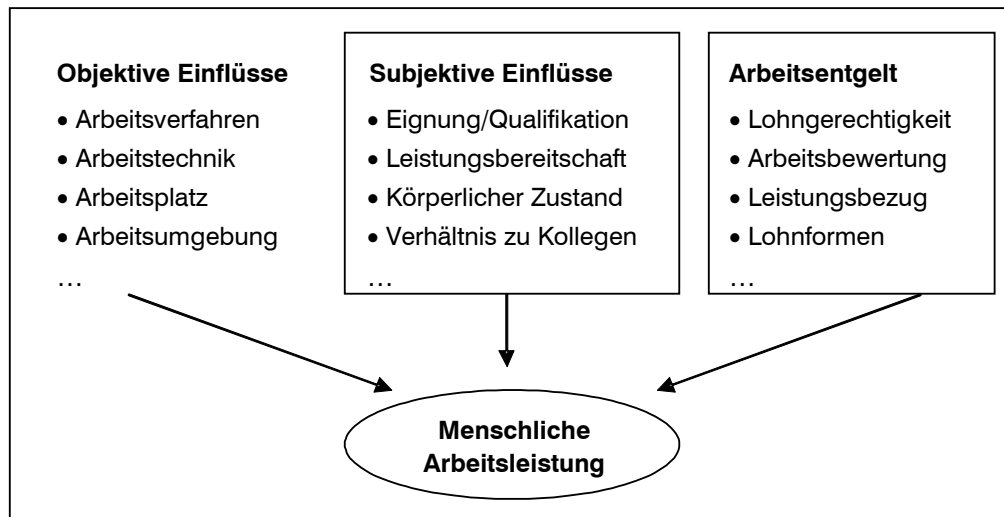 Objektive Einflüsse
• Arbeitsverfahren
• Arbeitstechnik
• Arbeitsplatz
• Arbeitsumgebung
…
Subjektive Einflüsse
• Eignung/Qualifikation
• Leistungsbereitschaft
• Körperlicher Zustand
• Verhältnis zu Kollegen
…
Arbeitsentgelt
• Lohngerechtigkeit
• Arbeitsbewertung
• Leistungsbezug
• Lohnformen
…
Menschliche
Arbeitsleistung